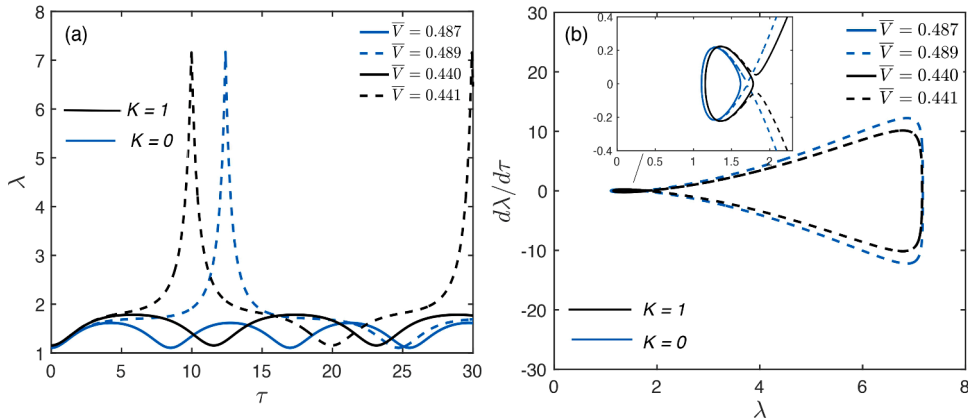 (a)
V̅ = 0.487
V̅ = 0.489
V̅ = 0.440
V̅ = 0.441
K = 1
K = 0
8
7
6
5
4
3
2
1
λ
0 5 10 15 20 25 30
τ
(b)
V̅ = 0.487
V̅ = 0.489
V̅ = 0.440
V̅ = 0.441
0.4
0.2
0
-0.2
-0.4
0 0.5 1 1.5 2
K = 1
K = 0
30
20
10
0
-10
-20
-30
dλ/dτ
0 2 4 6 8
λ